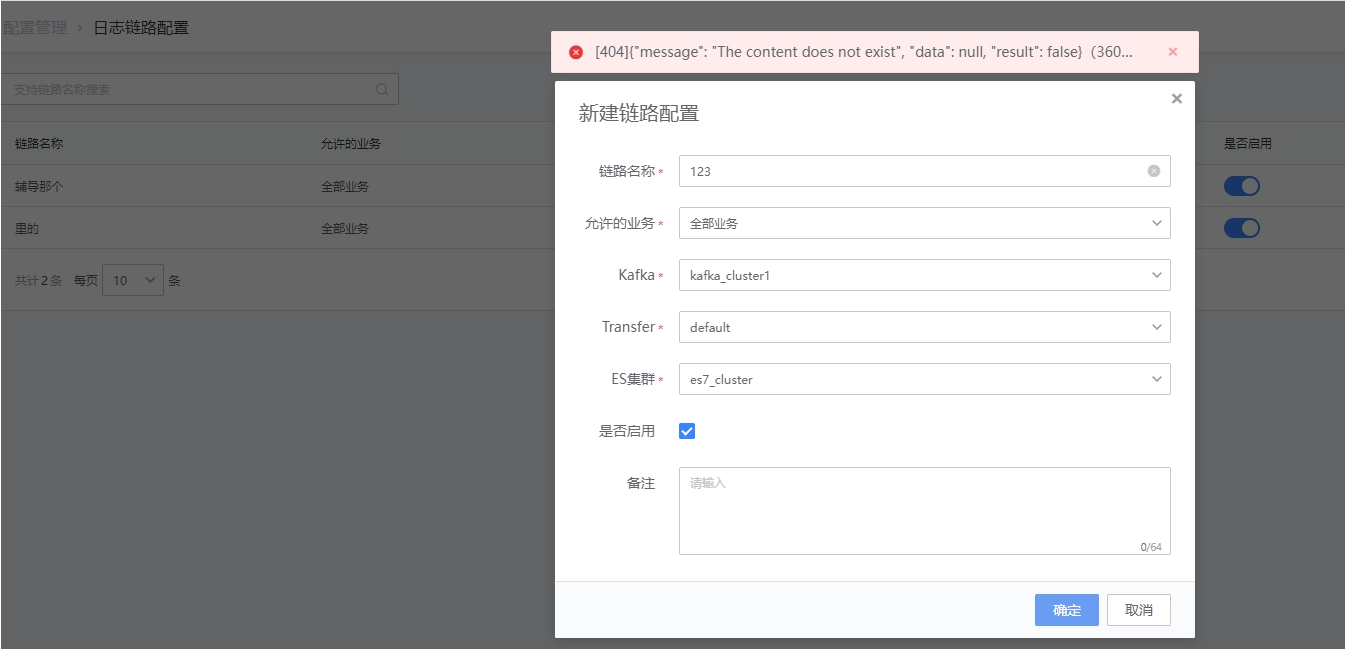 配置管理 › 日志链路配置
[404]{"message": "The content does not exist", "data": null, "result": false}（360...
支持链路名称搜索
链路名称 允许的业务 是否启用
辅导那个 全部业务
里的 全部业务
共计2条 每页 10 条
新建链路配置
链路名称* 123
允许的业务* 全部业务
Kafka* kafka_cluster1
Transfer* default
ES集群* es7_cluster
是否启用
备注 请输入
0/64
确定 取消